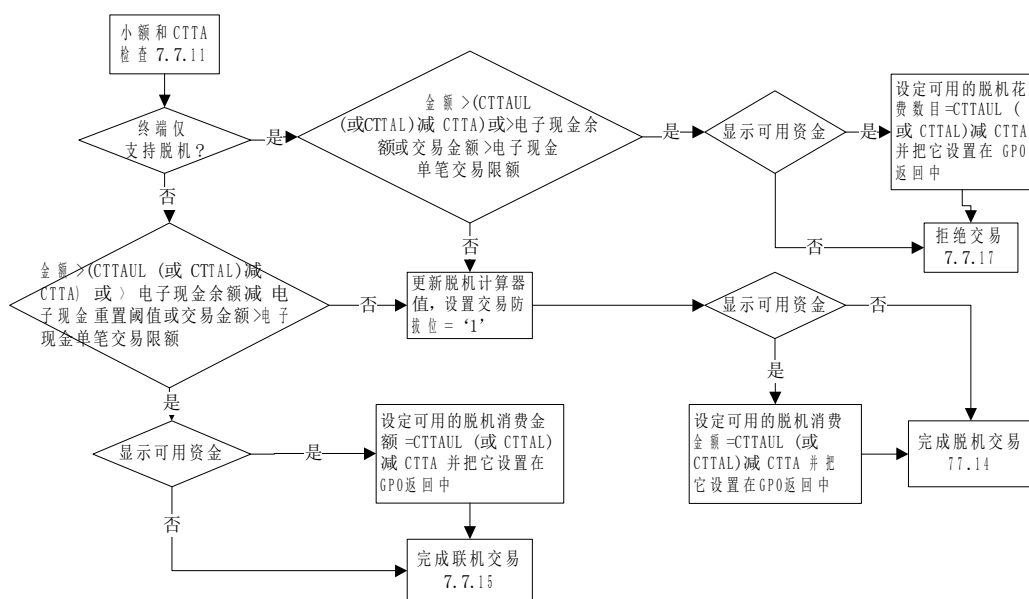 小额和CTTA
检查 7.7.11
终端仅
支持脱机？
是
金额 >(CTTAUL
(或CTTAL)减 CTTA)或>电子现金余
额或交易金额>电子现金
单笔交易限额
是
显示可用资金
是
设定可用的脱机花
费数目=CTTAUL (
或 CTTAL)减 CTTA
并把它设置在 GPO
返回中
否
否
否
拒绝交易
7.7.17
金额>(CTTAUL (或 CTTAL)减
CTTA) 或 > 电子现金余额减 电
子现金 重置阈值或交易金额>电子
现金单笔交易限额
否
更新脱机计算器
值，设置交易防
拔位= ‘1’
显示可用资金
否
是
是
显示可用资金
是
设定可用的脱机消费金
额=CTTAUL (或 CTTAL)
减 CTTA 并把它设置在
GPO返回中
设定可用的脱机消费
金额=CTTAUL (或
CTTAL)减 CTTA 并 把
它设置在GPO返回中
完成脱机交易
77.14
否
完成联机交易
7.7.15